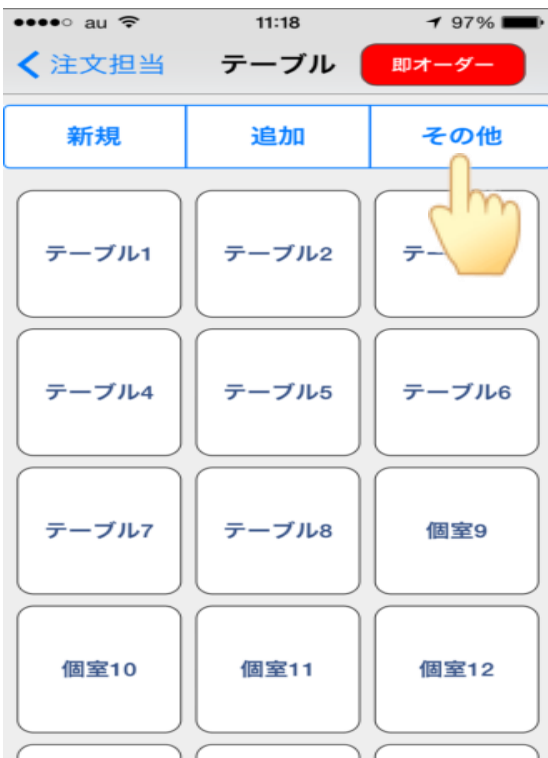 au 11:18 97%
注文担当 テーブル 即オーダー
新規 追加 その他
テーブル1 テーブル2 テー
テーブル4 テーブル5 テーブル6
テーブル7 テーブル8 個室9
個室10 個室11 個室12